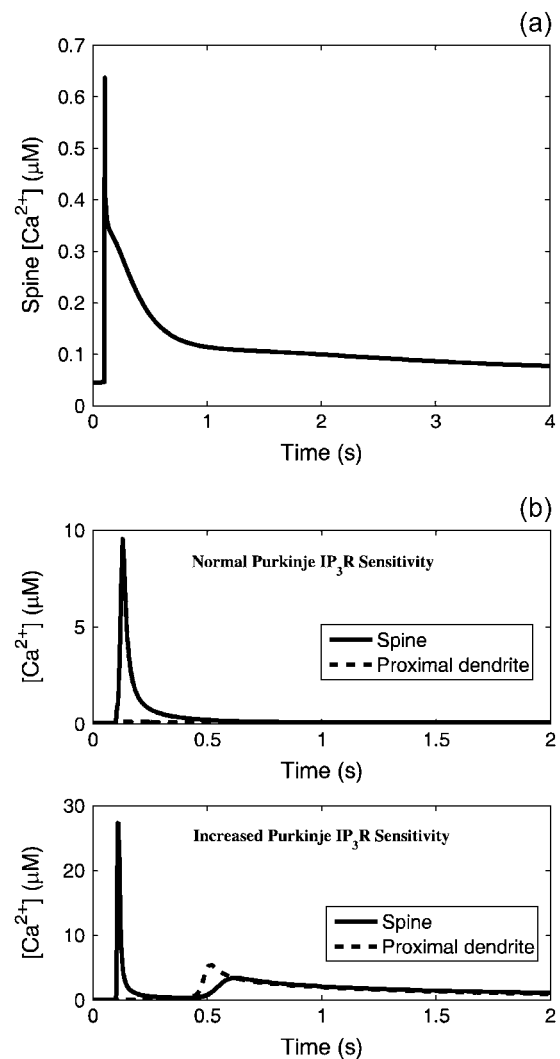 (a)
Spine [Ca²⁺] (μM)
0.7
0.6
0.5
0.4
0.3
0.2
0.1
0
0 1 2 3 4
Time (s)
(b)
Normal Purkinje IP₃R Sensitivity
[Ca²⁺] (μM)
10
5
0
Spine
Proximal dendrite
0 0.5 1 1.5 2
Time (s)
Increased Purkinje IP₃R Sensitivity
[Ca²⁺] (μM)
30
20
10
0
Spine
Proximal dendrite
0 0.5 1 1.5 2
Time (s)